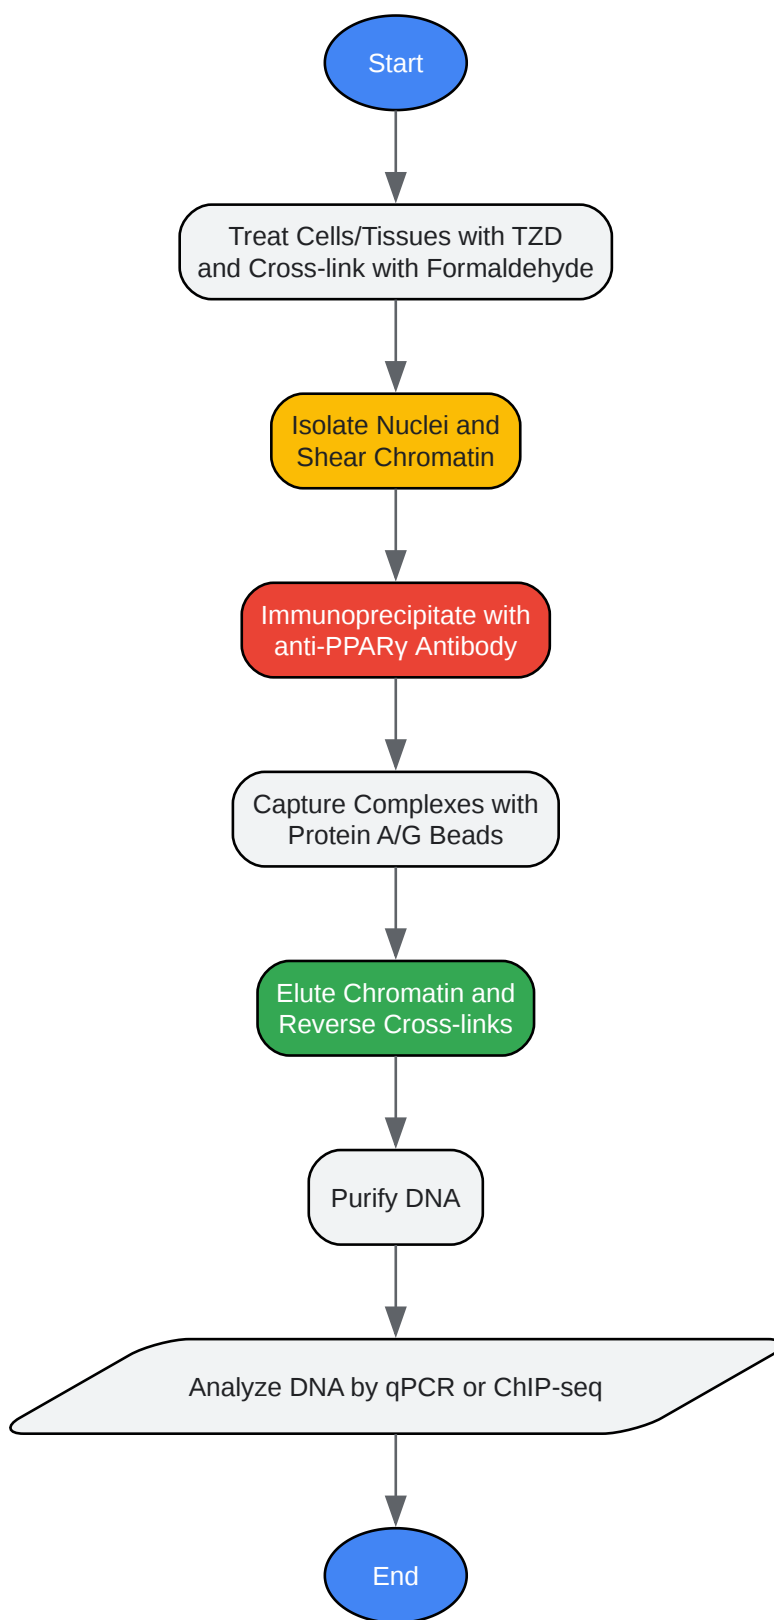 Start
Treat Cells/Tissues with TZD
and Cross-link with Formaldehyde
Isolate Nuclei and
Shear Chromatin
Immunoprecipitate with
anti-PPARγ Antibody
Capture Complexes with
Protein A/G Beads
Elute Chromatin and
Reverse Cross-links
Purify DNA
Analyze DNA by qPCR or ChIP-seq
End